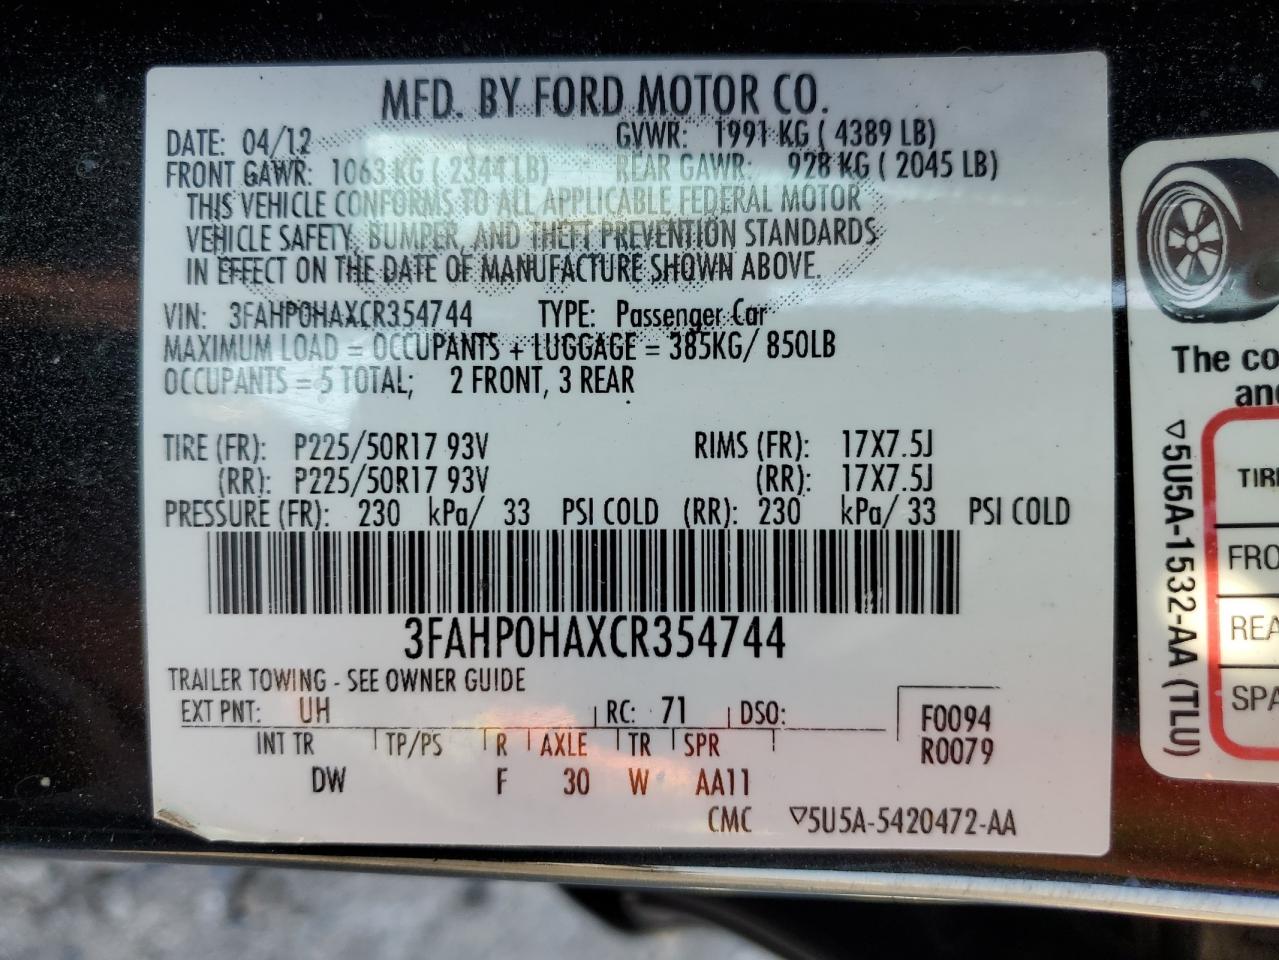 MFD. BY FORD MOTOR CO.
DATE: 04/12 GVWR: 1991 KG ( 4389 LB)
FRONT GAWR: 1063 KG ( 2344 LB) REAR GAWR: 928 KG ( 2045 LB)
THIS VEHICLE CONFORMS TO ALL APPLICABLE FEDERAL MOTOR
VEHICLE SAFETY, BUMPER, AND THEFT PREVENTION STANDARDS
IN EFFECT ON THE DATE OF MANUFACTURE SHOWN ABOVE.
VIN: 3FAHP0HAXCR354744 TYPE: Passenger Car
MAXIMUM LOAD = OCCUPANTS + LUGGAGE = 385KG/ 850LB
OCCUPANTS = 5 TOTAL; 2 FRONT, 3 REAR
TIRE (FR): P225/50R17 93V RIMS (FR): 17X7.5J
(RR): P225/50R17 93V (RR): 17X7.5J
PRESSURE (FR): 230 kPa/ 33 PSI COLD (RR): 230 kPa/ 33 PSI COLD
3FAHP0HAXCR354744
TRAILER TOWING - SEE OWNER GUIDE
EXT PNT: UH RC: 71 DSO:
F0094
INT TR TP/PS R AXLE TR SPR
R0079
DW F 30 W AA11
CMC ▽5U5A-5420472-AA
The co
and
▽5U5A-1532-AA (TLU)
TIRE
FRO
REA
SPA